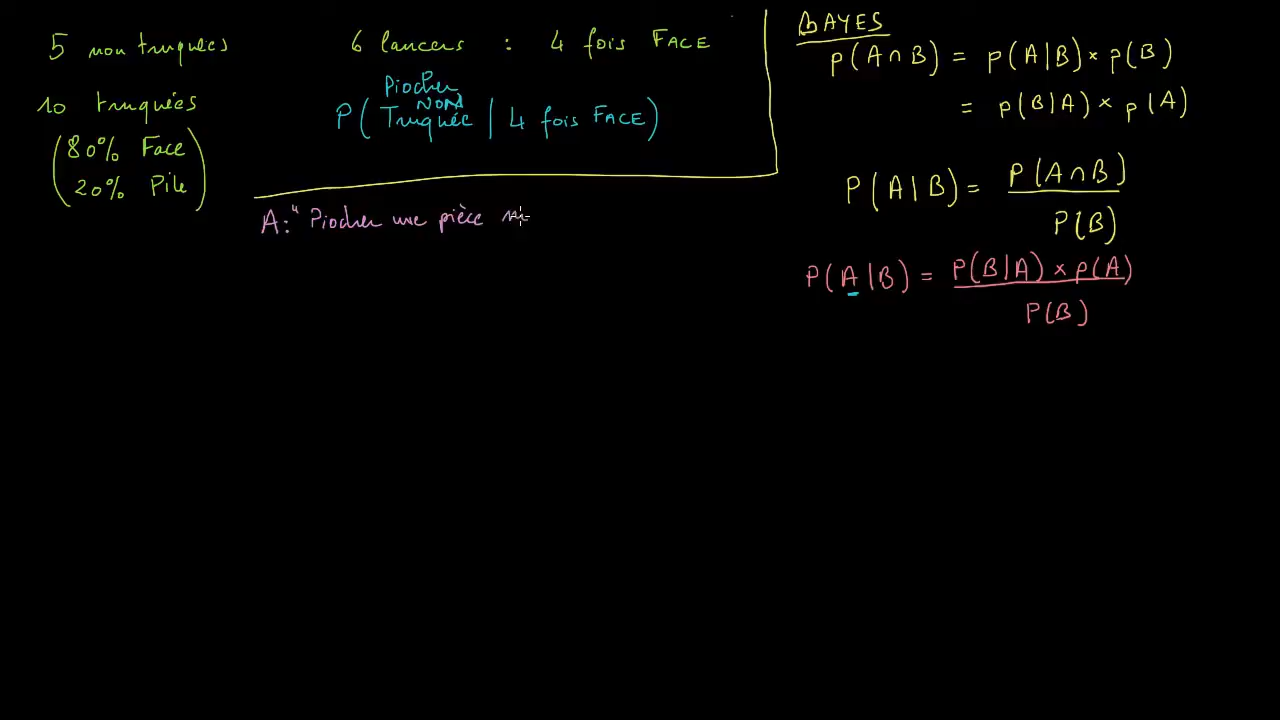 5 non truquées
10 truquées
(80% Face
20% Pile)
6 lancers : 4 fois FACE
Piocher
NON
P(Truquée | 4 fois FACE)
A: " Piocher une pièce
BAYES
p(A∩B) = p(A|B) × p(B)
= p(B|A) × p(A)
P(A|B) = P(A∩B)
P(B)
P(A|B) = P(B|A) × p(A)
P(B)